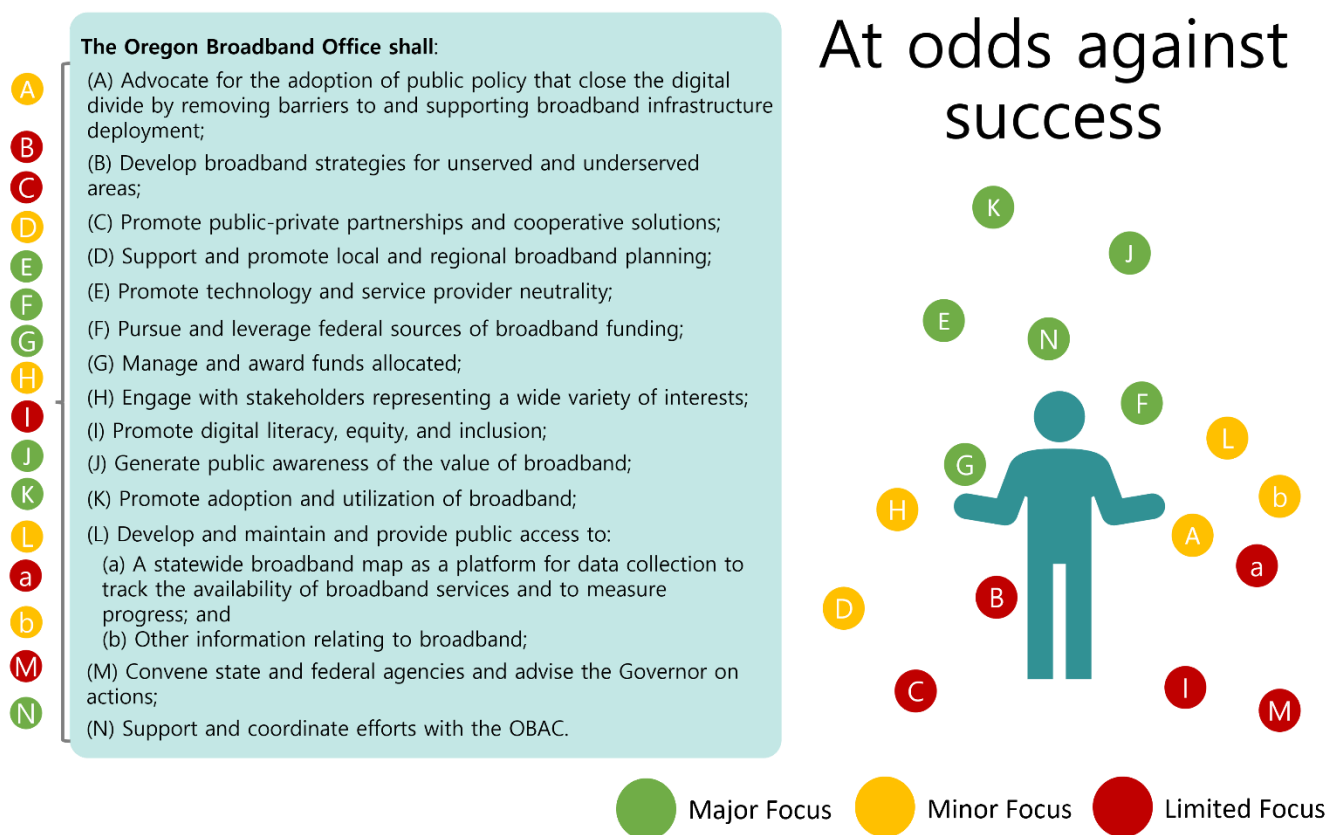 The Oregon Broadband Office shall:
(A) Advocate for the adoption of public policy that close the digital
divide by removing barriers to and supporting broadband infrastructure
deployment;
(B) Develop broadband strategies for unserved and underserved
areas;
(C) Promote public-private partnerships and cooperative solutions;
(D) Support and promote local and regional broadband planning;
(E) Promote technology and service provider neutrality;
(F) Pursue and leverage federal sources of broadband funding;
(G) Manage and award funds allocated;
(H) Engage with stakeholders representing a wide variety of interests;
(I) Promote digital literacy, equity, and inclusion;
(J) Generate public awareness of the value of broadband;
(K) Promote adoption and utilization of broadband;
(L) Develop and maintain and provide public access to:
(a) A statewide broadband map as a platform for data collection to
track the availability of broadband services and to measure
progress; and
(b) Other information relating to broadband;
(M) Convene state and federal agencies and advise the Governor on
actions;
(N) Support and coordinate efforts with the OBAC.
A
B
C
D
E
F
G
H
I
J
K
L
a
b
M
N
At odds against
success
K
J
E
N
F
L
G
b
H
A
a
B
D
C
I
M
Major Focus
Minor Focus
Limited Focus